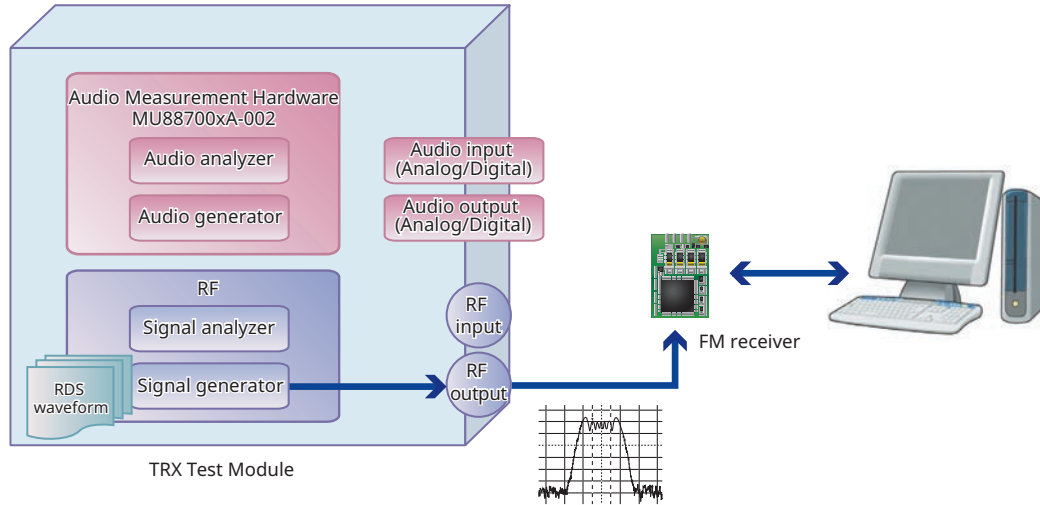 Audio Measurement Hardware
MU88700xA-002
Audio analyzer
Audio generator
Audio input
(Analog/Digital)
Audio output
(Analog/Digital)
RF
Signal analyzer
Signal generator
RDS
waveform
RF
input
RF
output
FM receiver
TRX Test Module